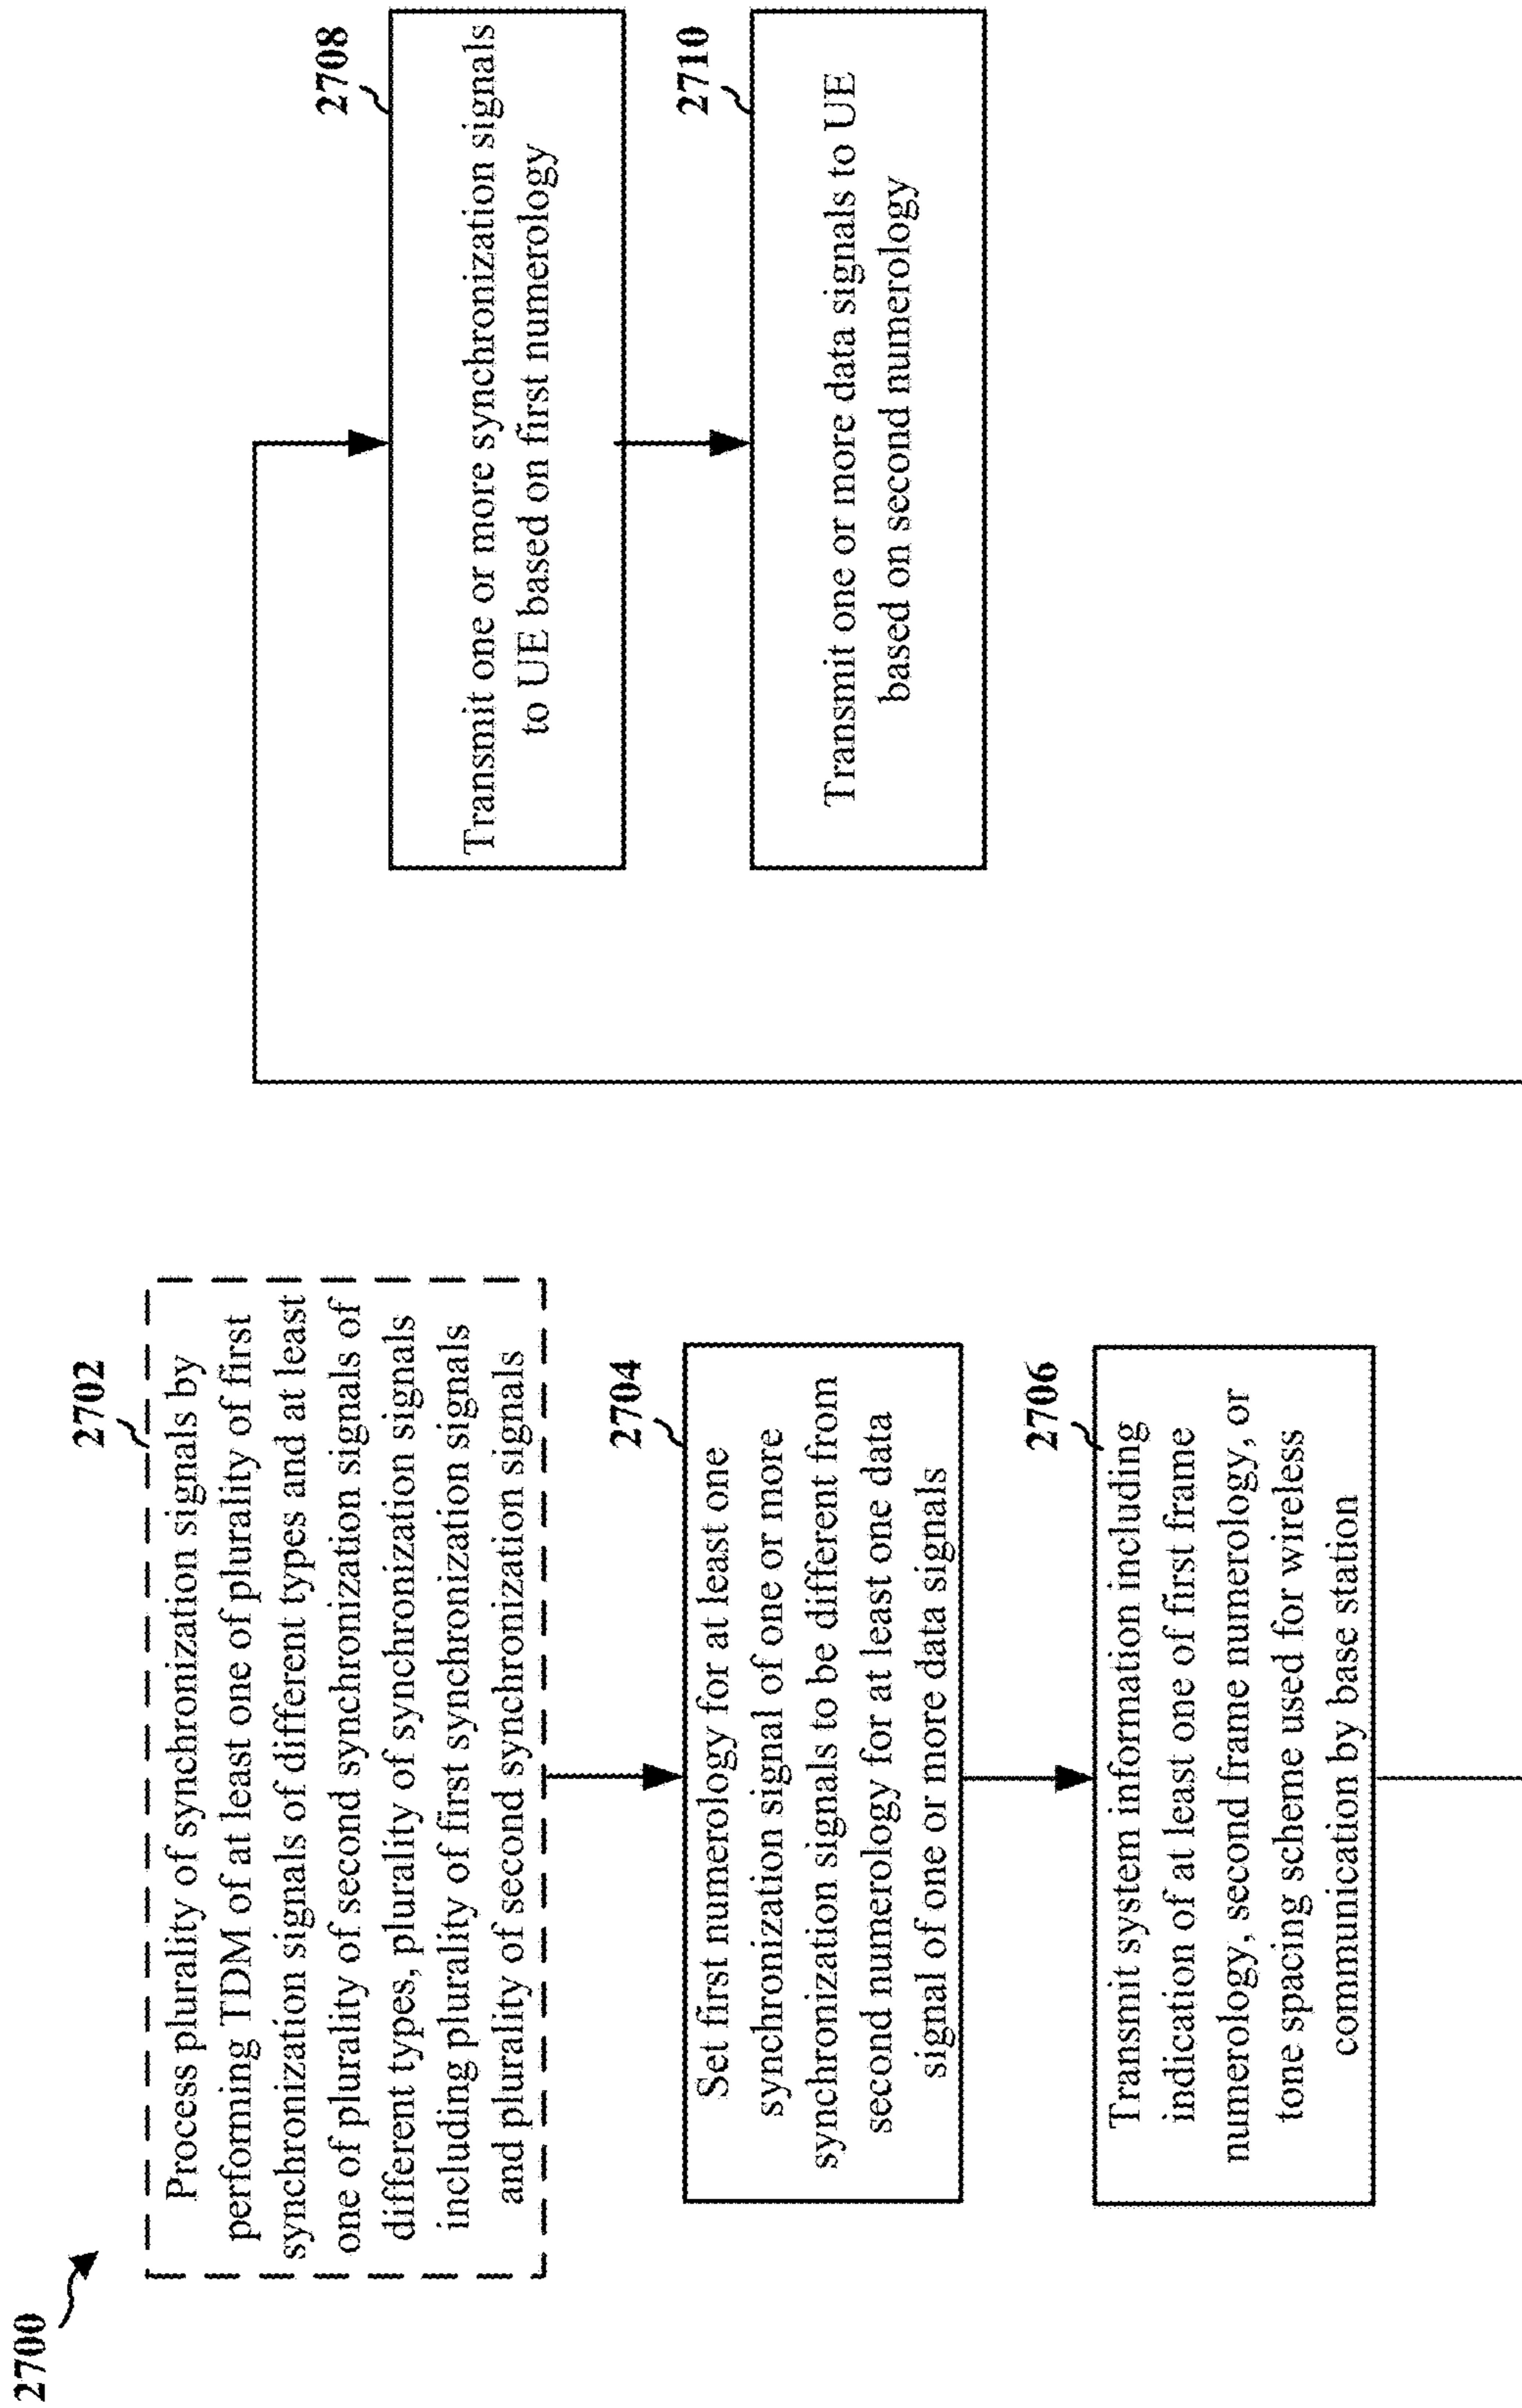 2700
2702
Process plurality of synchronization signals by
performing TDM of at least one of plurality of first
synchronization signals of different types and at least
one of plurality of second synchronization signals of
different types, plurality of synchronization signals
including plurality of first synchronization signals
and plurality of second synchronization signals
2704
Set first numerology for at least one
synchronization signal of one or more
synchronization signals to be different from
second numerology for at least one data
signal of one or more data signals
2706
Transmit system information including
indication of at least one of first frame
numerology, second frame numerology, or
tone spacing scheme used for wireless
communication by base station
2708
Transmit one or more synchronization signals
to UE based on first numerology
2710
Transmit one or more data signals to UE
based on second numerology